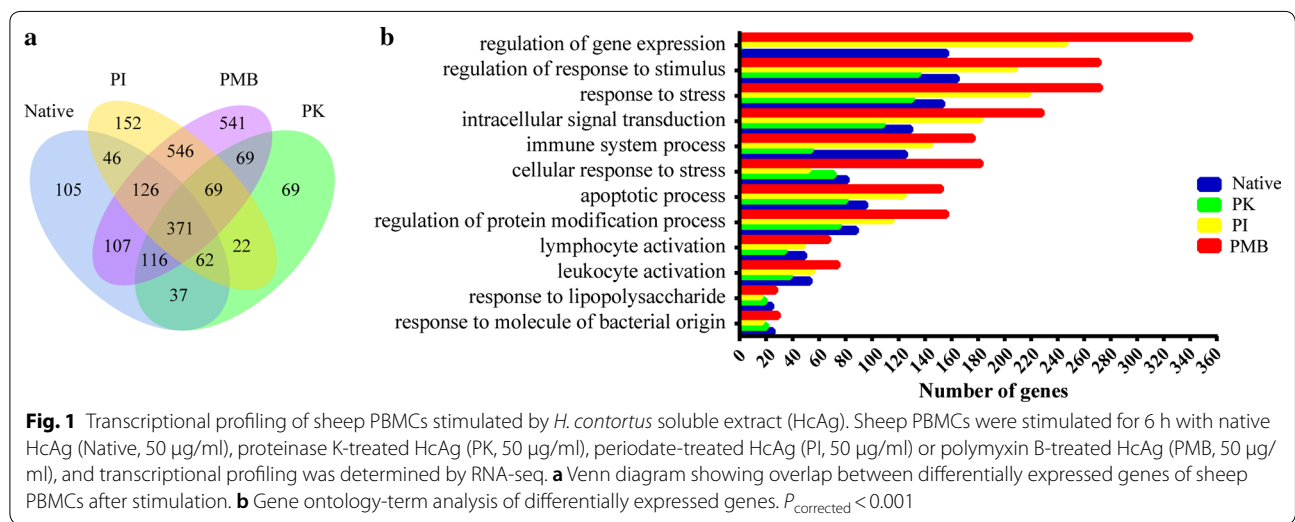 a
b
PI
PMB
Native
PK
152
541
46
546
69
105
126
69
69
371
107
116
62
22
37
regulation of gene expression
regulation of response to stimulus
response to stress
intracellular signal transduction
immune system process
cellular response to stress
apoptotic process
regulation of protein modification process
lymphocyte activation
leukocyte activation
response to lipopolysaccharide
response to molecule of bacterial origin
Native
PK
PI
PMB
0 20 40 60 80 100 120 140 160 180 200 220 240 260 280 300 320 340 360
Number of genes
Fig. 1 Transcriptional profiling of sheep PBMCs stimulated by H. contortus soluble extract (HcAg). Sheep PBMCs were stimulated for 6 h with native
HcAg (Native, 50 μg/ml), proteinase K-treated HcAg (PK, 50 μg/ml), periodate-treated HcAg (PI, 50 μg/ml) or polymyxin B-treated HcAg (PMB, 50 μg/
ml), and transcriptional profiling was determined by RNA-seq. a Venn diagram showing overlap between differentially expressed genes of sheep
PBMCs after stimulation. b Gene ontology-term analysis of differentially expressed genes. Pcorrected < 0.001